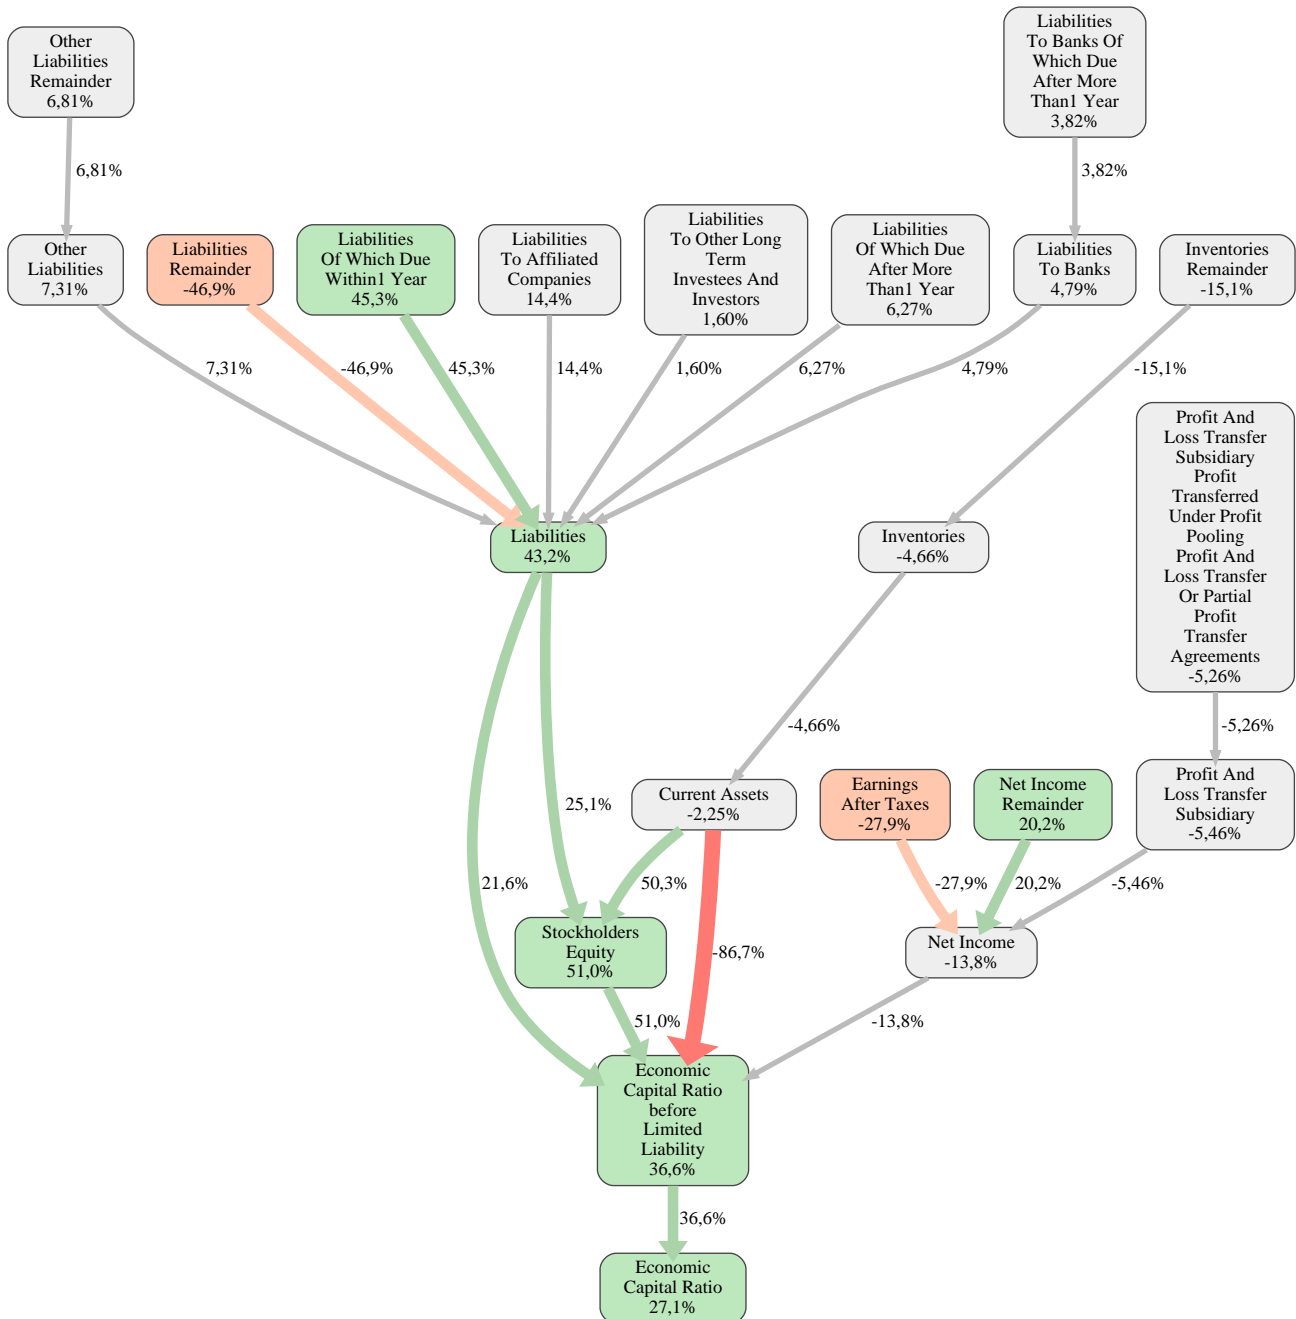 Other
Liabilities
Remainder
6,81%
Liabilities
To Banks Of
Which Due
After More
Than1 Year
3,82%
6,81%
3,82%
Other
Liabilities
7,31%
Liabilities
Remainder
-46,9%
Liabilities
Of Which Due
Within1 Year
45,3%
Liabilities
To Affiliated
Companies
14,4%
Liabilities
To Other Long
Term
Investees And
Investors
1,60%
Liabilities
Of Which Due
After More
Than1 Year
6,27%
Liabilities
To Banks
4,79%
Inventories
Remainder
-15,1%
7,31%
-46,9%
45,3%
14,4%
1,60%
6,27%
4,79%
-15,1%
Profit And
Loss Transfer
Subsidiary
Profit
Transferred
Under Profit
Pooling
Profit And
Loss Transfer
Or Partial
Profit
Transfer
Agreements
-5,26%
Liabilities
43,2%
Inventories
-4,66%
-4,66%
-5,26%
Current Assets
-2,25%
Earnings
After Taxes
-27,9%
Net Income
Remainder
20,2%
Profit And
Loss Transfer
Subsidiary
-5,46%
25,1%
21,6%
50,3%
-86,7%
-27,9%
20,2%
-5,46%
Stockholders
Equity
51,0%
Net Income
-13,8%
51,0%
-13,8%
Economic
Capital Ratio
before
Limited
Liability
36,6%
36,6%
Economic
Capital Ratio
27,1%